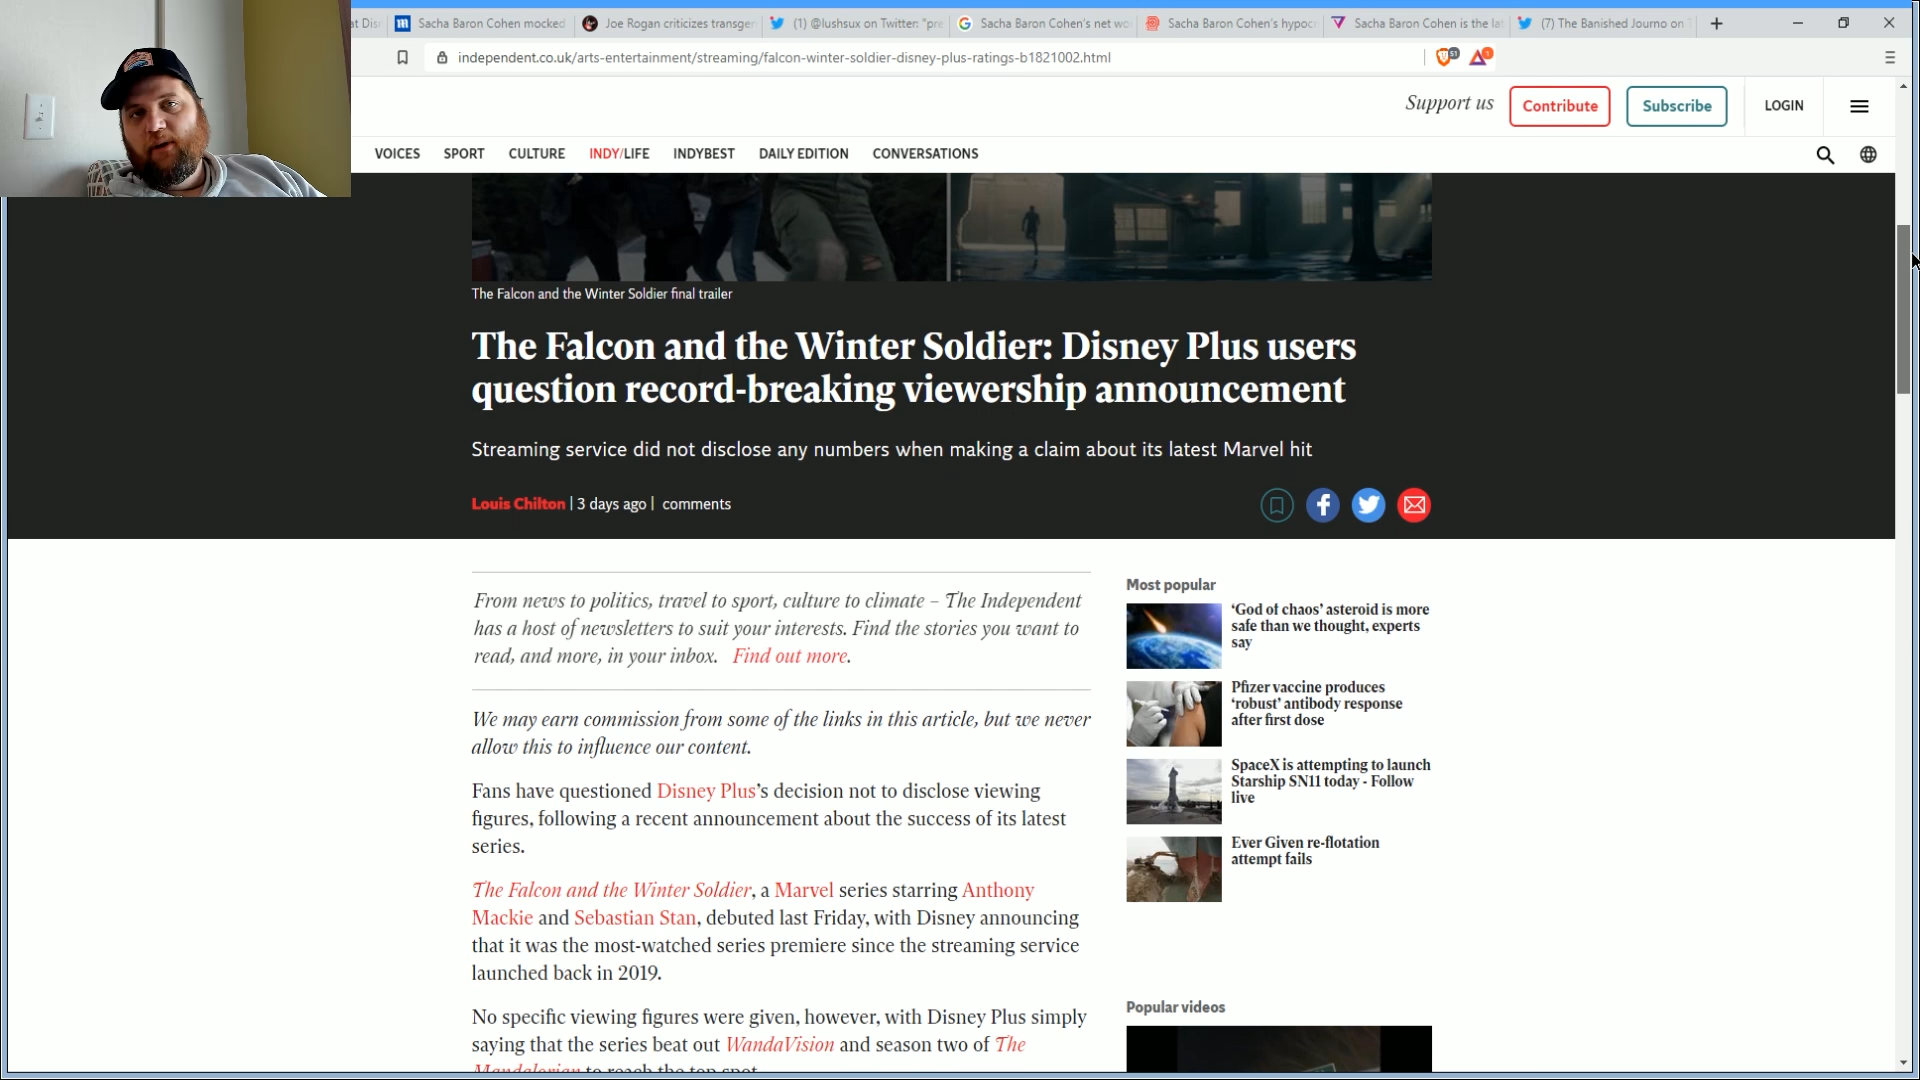 at Dis
Sacha Baron Cohen mocked
Joe Rogan criticizes transgen
(1) @lushsux on Twitter: "pre
Sacha Baron Cohen's net wo
Sacha Baron Cohen's hypoc
Sacha Baron Cohen is the la
(7) The Banished Journo on T
independent.co.uk/arts-entertainment/streaming/falcon-winter-soldier-disney-plus-ratings-b1821002.html
Support us
Contribute
Subscribe
LOGIN
VOICES SPORT CULTURE INDY/LIFE INDYBEST DAILY EDITION CONVERSATIONS
The Falcon and the Winter Soldier final trailer
The Falcon and the Winter Soldier: Disney Plus users
question record-breaking viewership announcement
Streaming service did not disclose any numbers when making a claim about its latest Marvel hit
Louis Chilton | 3 days ago | comments
From news to politics, travel to sport, culture to climate – The Independent
has a host of newsletters to suit your interests. Find the stories you want to
read, and more, in your inbox. Find out more.
We may earn commission from some of the links in this article, but we never
allow this to influence our content.
Fans have questioned Disney Plus's decision not to disclose viewing
figures, following a recent announcement about the success of its latest
series.
The Falcon and the Winter Soldier, a Marvel series starring Anthony
Mackie and Sebastian Stan, debuted last Friday, with Disney announcing
that it was the most-watched series premiere since the streaming service
launched back in 2019.
No specific viewing figures were given, however, with Disney Plus simply
saying that the series beat out WandaVision and season two of The
Mandalorian to reach the top spot.
Most popular
'God of chaos' asteroid is more
safe than we thought, experts
say
Pfizer vaccine produces
'robust' antibody response
after first dose
SpaceX is attempting to launch
Starship SN11 today - Follow
live
Ever Given re-flotation
attempt fails
Popular videos